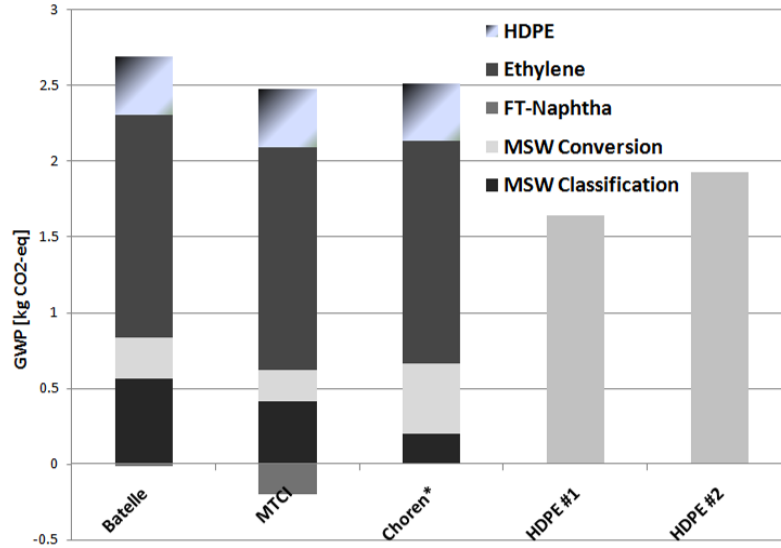 3
2.5
2
1.5
1
0.5
0
-0.5
GWP [kg CO2-eq]
HDPE
Ethylene
FT-Naphtha
MSW Conversion
MSW Classification
Batelle
MTCI
Choren*
HDPE #1
HDPE #2